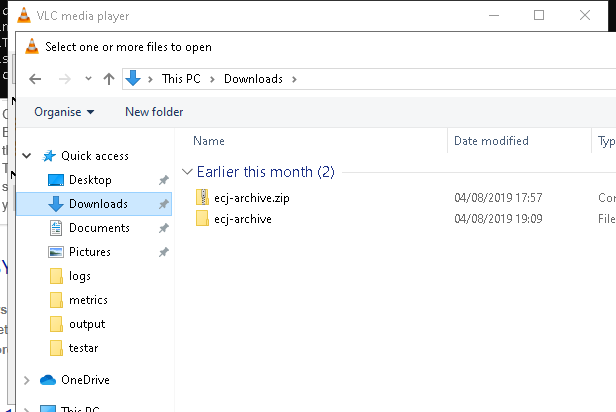 VLC media player
Select one or more files to open
This PC > Downloads >
Organise New folder
Name Date modified Typ
Quick access
Earlier this month (2)
Desktop
ecj-archive.zip 04/08/2019 17:57 Con
Downloads
ecj-archive 04/08/2019 19:09 File
Documents
Pictures
logs
metrics
output
testar
OneDrive
This PC